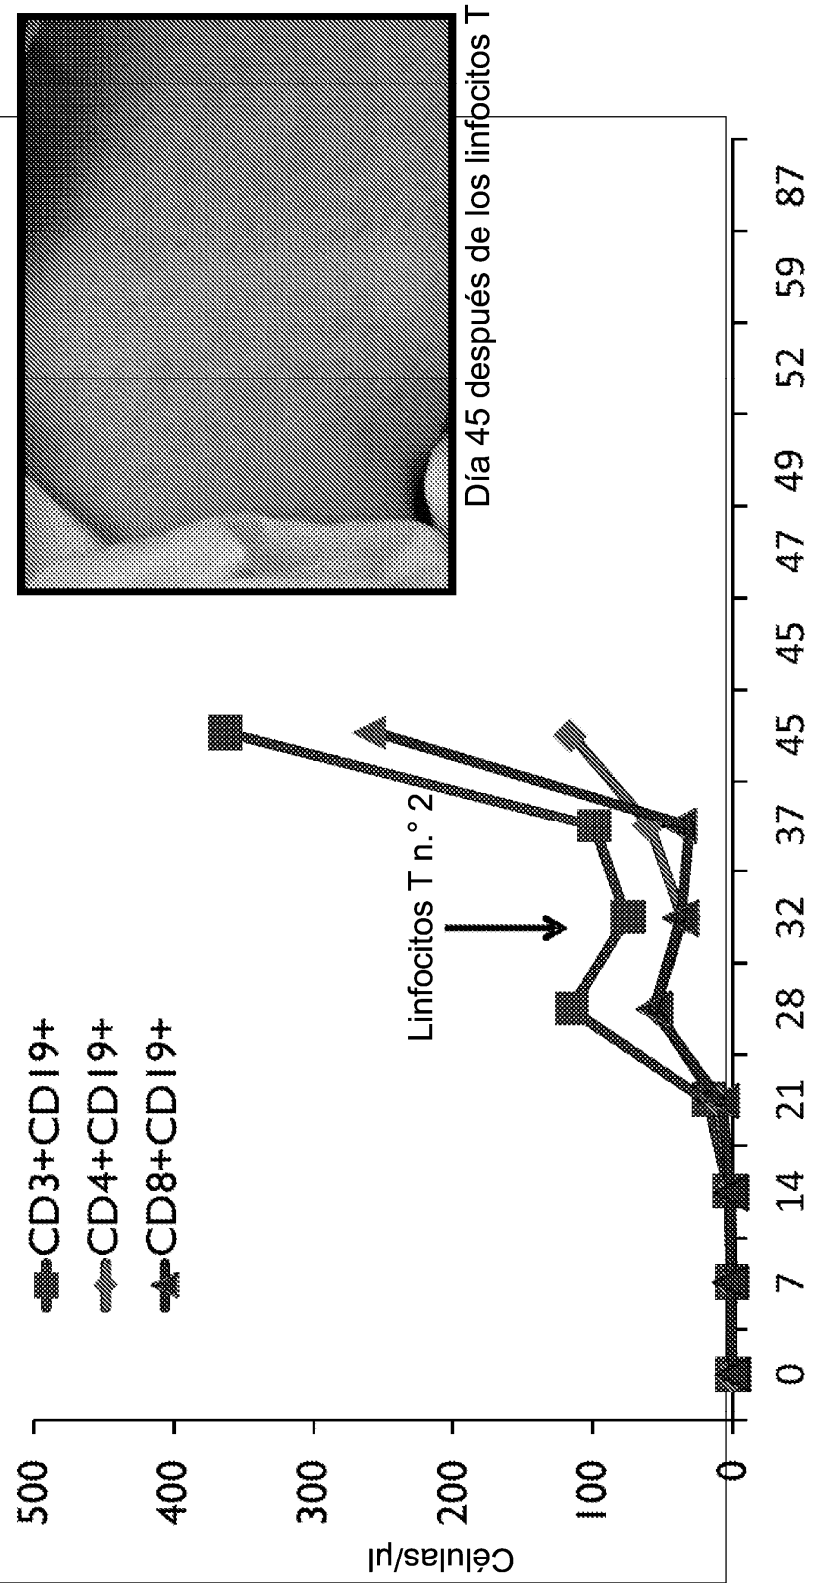 CD3+CD19+
CD4+CD19+
CD8+CD19+
Células/µl
500
400
300
200
100
0
0 7 14 21 28 32 37 45 45 47 49 52 59 87
Linfocitos T n.° 2
Día 45 después de los linfocitos T